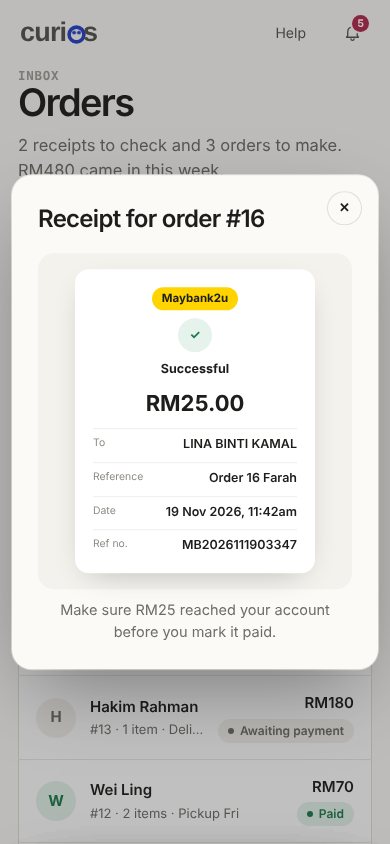 curios
Help
5
INBOX
Orders
2 receipts to check and 3 orders to make.
RM480 came in this week
Receipt for order #16
×
Maybank2u
Successful
RM25.00
To LINA BINTI KAMAL
Reference Order 16 Farah
Date 19 Nov 2026, 11:42am
Ref no. MB2026111903347
Make sure RM25 reached your account
before you mark it paid.
H
Hakim Rahman RM180
#13 · 1 item · Deli... Awaiting payment
W
Wei Ling RM70
#12 · 2 items · Pickup Fri Paid